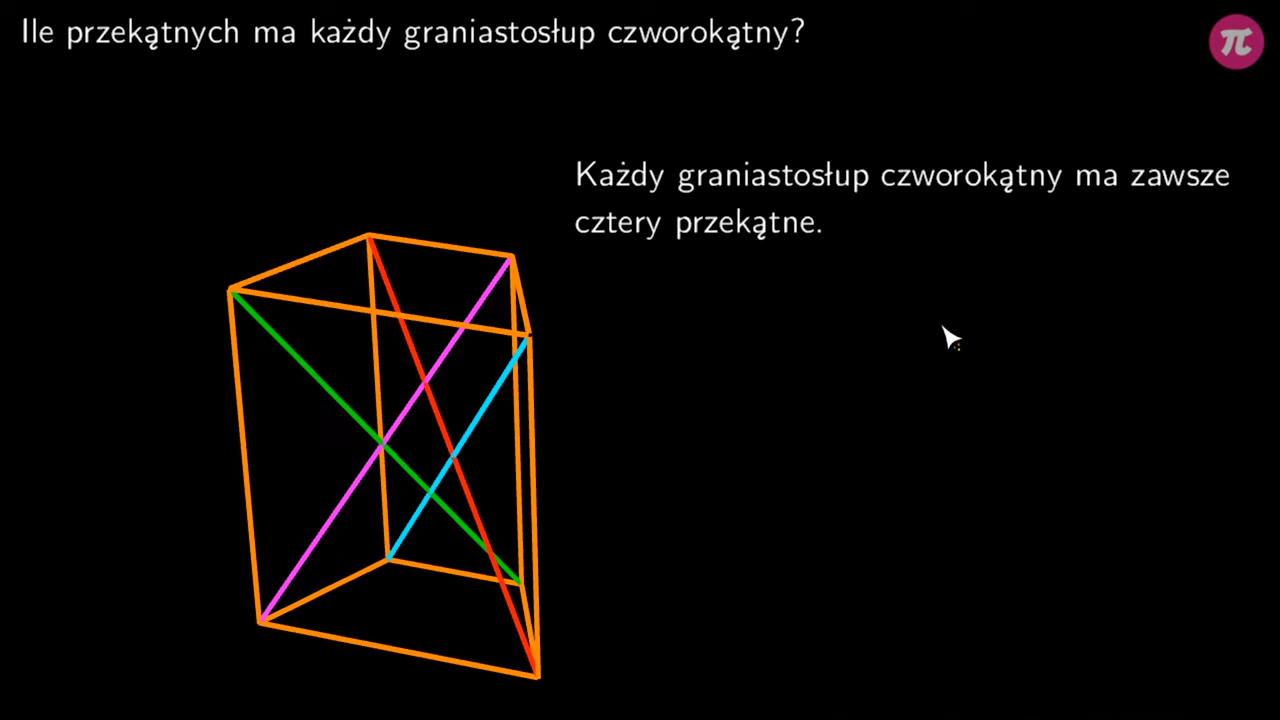 Ile przekątnych ma każdy graniastosłup czworokątny?
π
Każdy graniastosłup czworokątny ma zawsze
cztery przekątne.